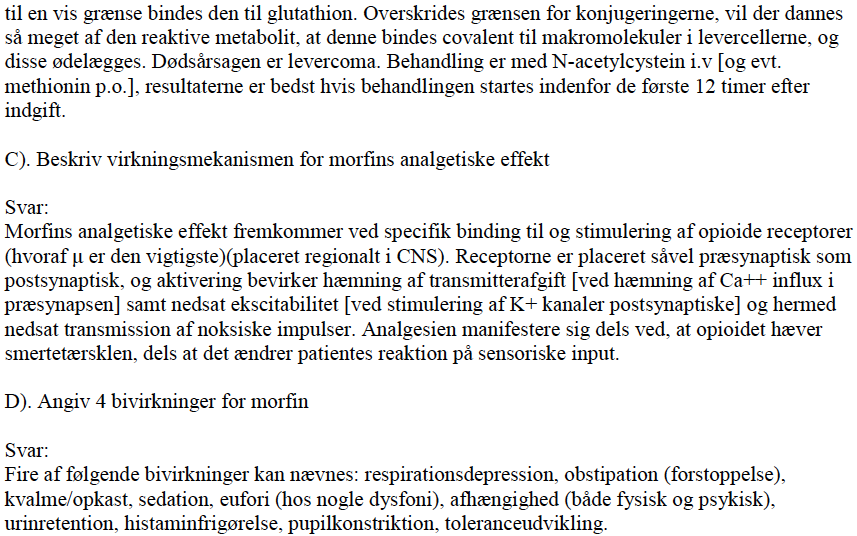 til en vis grænse bindes den til glutathion. Overskrides grænsen for konjugeringerne, vil der dannes
så meget af den reaktive metabolit, at denne bindes covalent til makromolekuler i levercellerne, og
disse ødelægges. Dødsårsagen er levercoma. Behandling er med N-acetylcystein i.v [og evt.
methionin p.o.], resultaterne er bedst hvis behandlingen startes indenfor de første 12 timer efter
indgift.
C). Beskriv virkningsmekanismen for morfins analgetiske effekt
Svar:
Morfins analgetiske effekt fremkommer ved specifik binding til og stimulering af opioide receptorer
(hvoraf μ er den vigtigste)(placeret regionalt i CNS). Receptorne er placeret såvel præsynaptisk som
postsynaptisk, og aktivering bevirker hæmning af transmitterafgift [ved hæmning af Ca++ influx i
præsynapsen] samt nedsat ekscitabilitet [ved stimulering af K+ kanaler postsynaptiske] og hermed
nedsat transmission af noksiske impulser. Analgesien manifestere sig dels ved, at opioidet hæver
smertetærsklen, dels at det ændrer patientes reaktion på sensoriske input.
D). Angiv 4 bivirkninger for morfin
Svar:
Fire af følgende bivirkninger kan nævnes: respirationsdepression, obstipation (forstoppelse),
kvalme/opkast, sedation, eufori (hos nogle dysfoni), afhængighed (både fysisk og psykisk),
urinretention, histaminfrigørelse, pupilkonstriktion, toleranceudvikling.